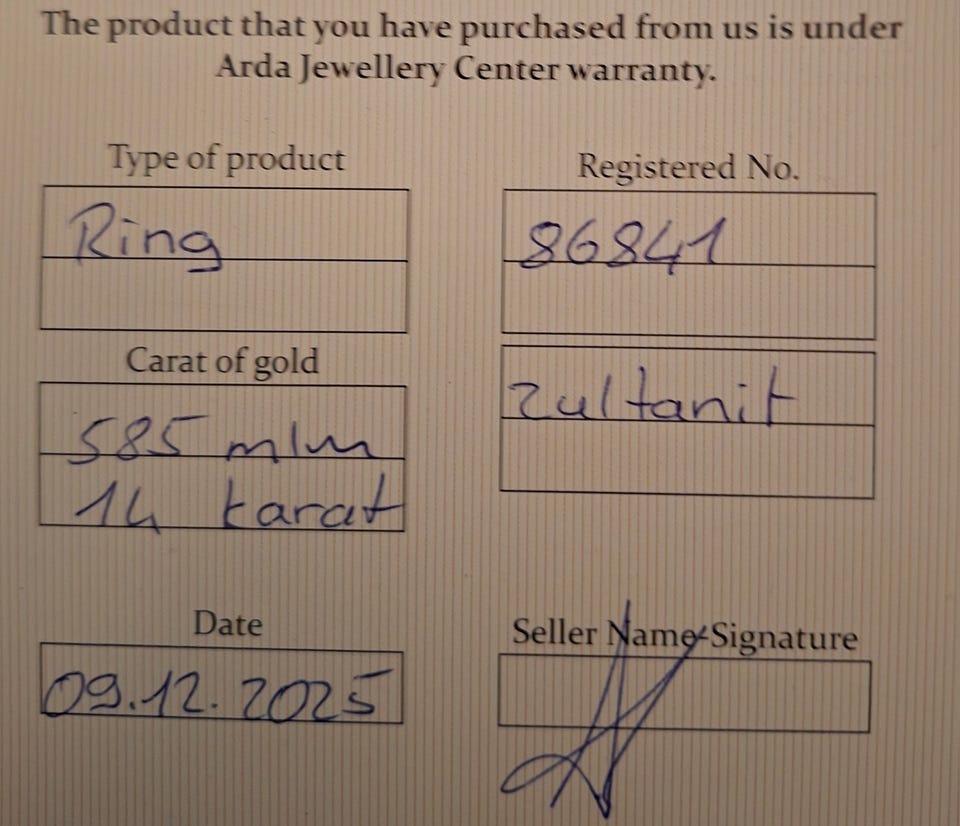 The product that you have purchased from us is under
Arda Jewellery Center warranty.
Type of product
Ring
Registered No.
86841
Carat of gold
585 mlm
14 karat
zultanit
Date
09.12.2025
Seller Name-Signature